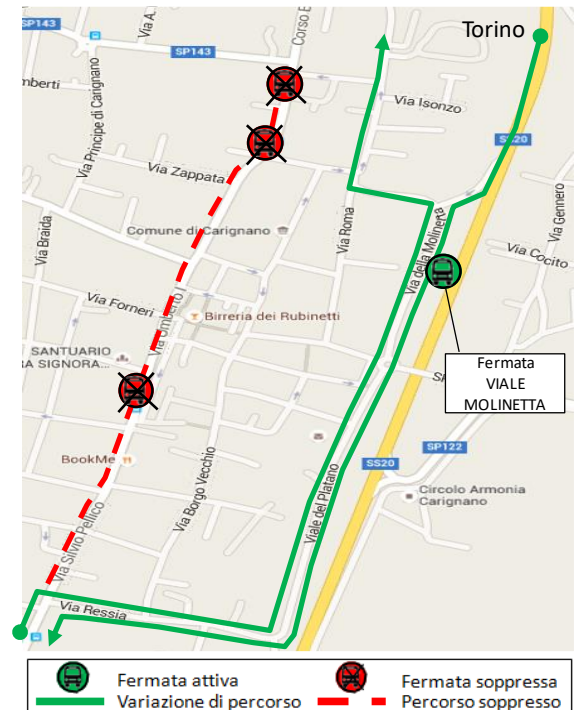 Via A.
Corso E
Torino
SP143
SP143
mberti
Via Principe di Carignano
Via Isonzo
SS20
Via Zappata
Via Gennero
Via della Molinetta
Comune di Carignano
Via Roma
Via Braida
Via Cocito
Via Forneri
Via Umberto I
Birreria dei Rubinetti
SANTUARIO
RA SIGNORA...
Fermata
VIALE
MOLINETTA
SP122
BookMe
SS20
Via Borgo Vecchio
Circolo Armonia
Carignano
Viale del Platano
Via Silvio Pellico
Via Ressia
Fermata attiva
Fermata soppressa
Variazione di percorso
Percorso soppresso